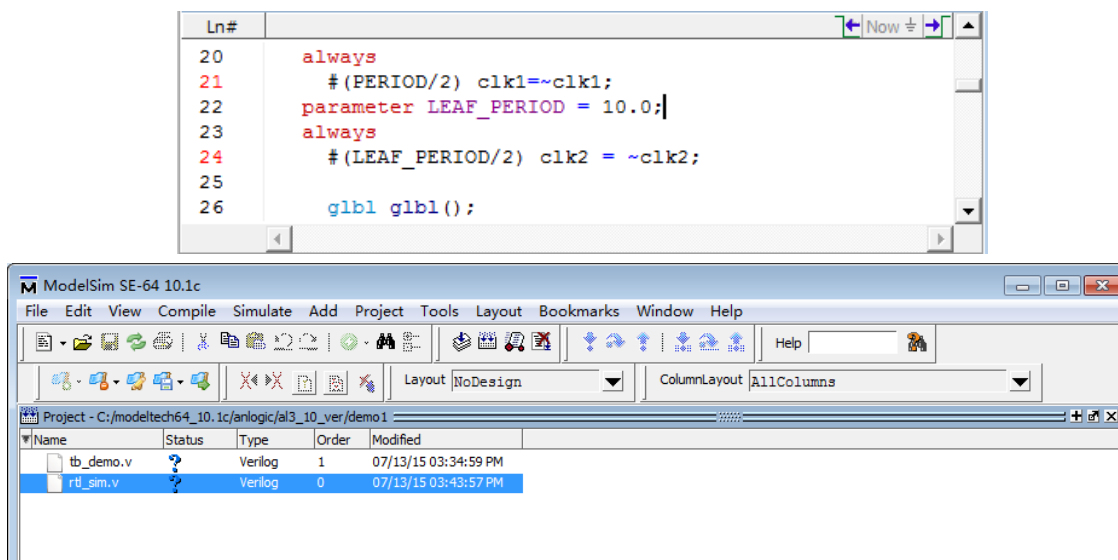 Ln#
Now
20 always
21 #(PERIOD/2) clk1=~clk1;
22 parameter LEAF_PERIOD = 10.0;
23 always
24 #(LEAF_PERIOD/2) clk2 = ~clk2;
25
26 glbl glbl();
ModelSim SE-64 10.1c
File Edit View Compile Simulate Add Project Tools Layout Bookmarks Window Help
Help
Layout NoDesign ColumnLayout AllColumns
Project - C:/modeltech64_10.1c/anlogic/al3_10_ver/demo1
Name Status Type Order Modified
tb_demo.v ? Verilog 1 07/13/15 03:34:59 PM
rtl_sim.v ? Verilog 0 07/13/15 03:43:57 PM